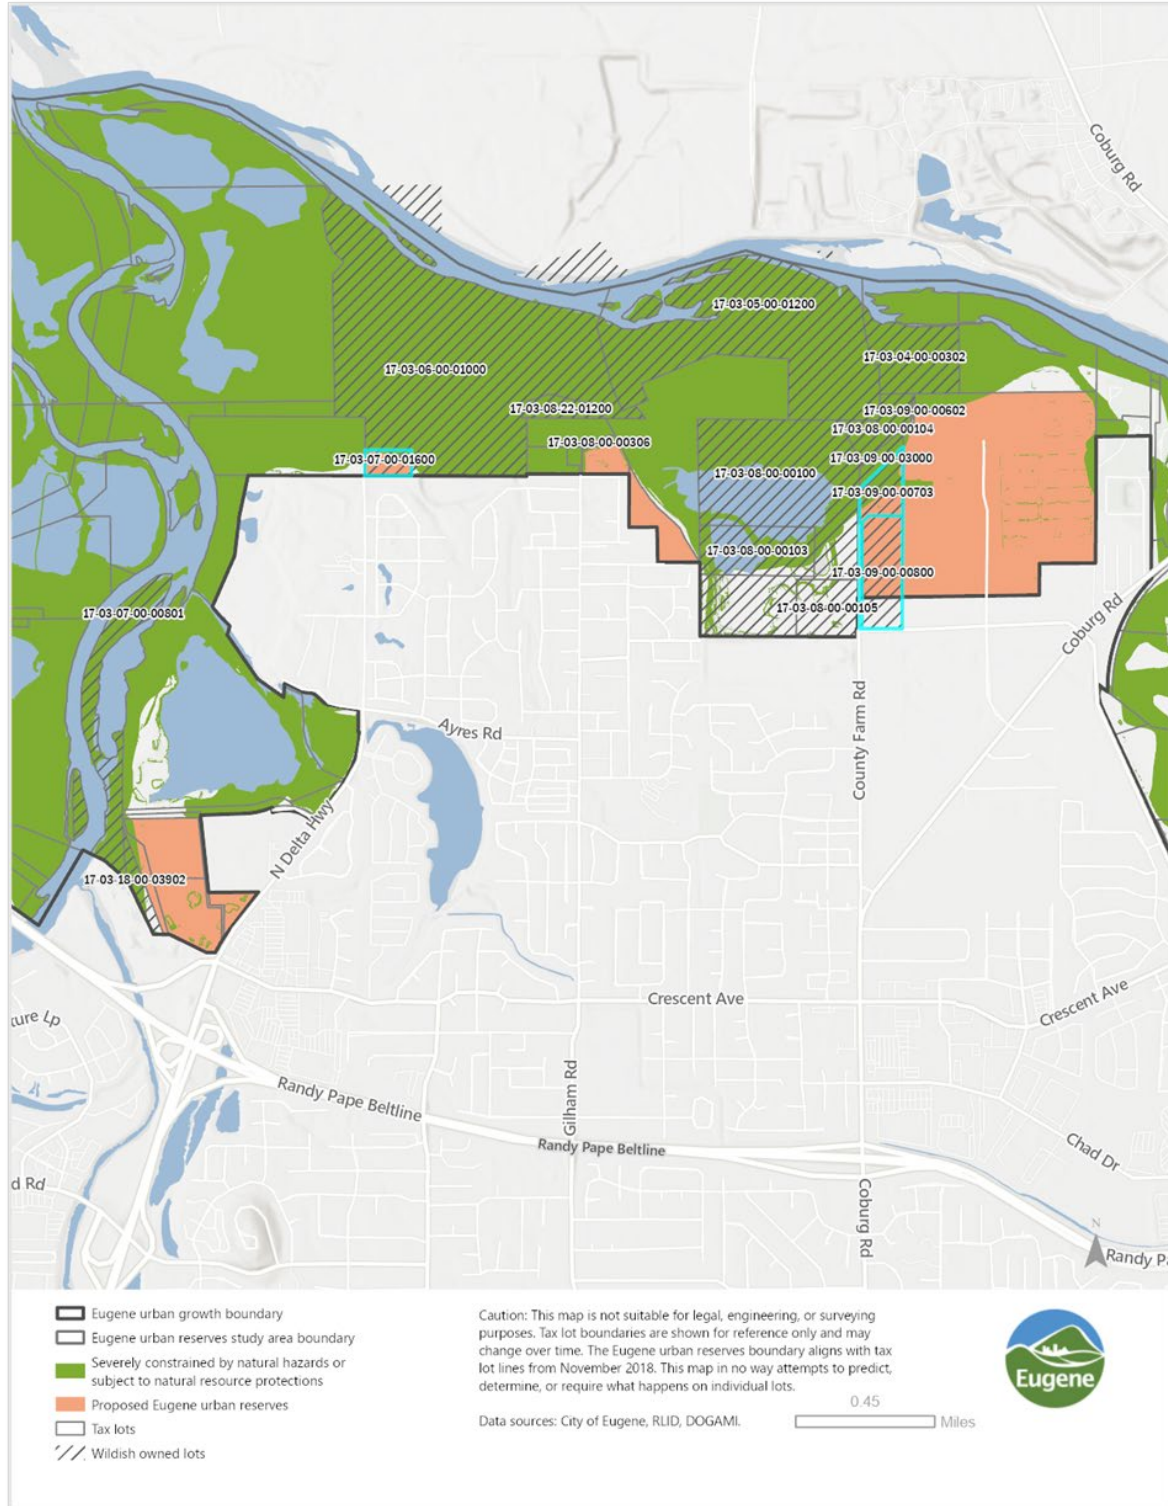 Coburg Rd
17-03-05-00-01200
17-03-06-00-01000
17-03-04-00-00302
17-03-08-22-01200
17-03-09-00-00602
17-03-08-00-00104
17-03-08-00-00306
17-03-07-00-01600
17-03-09-00-03000
17-03-08-00-00100
17-03-09-00-00703
17-03-08-00-00103
17-03-09-00-00800
17-03-07-00-00801
17-03-08-00-00105
Coburg Rd
County Farm Rd
Ayres Rd
N Delta Hwy
17-03-18-00-03902
Crescent Ave
Crescent Ave
ture Lp
Randy Pape Beltline
Gilham Rd
Randy Pape Beltline
Chad Dr
d Rd
Coburg Rd
N
Randy Pa
Eugene urban growth boundary
Eugene urban reserves study area boundary
Severely constrained by natural hazards or
subject to natural resource protections
Proposed Eugene urban reserves
Tax lots
Wildish owned lots
Caution: This map is not suitable for legal, engineering, or surveying
purposes. Tax lot boundaries are shown for reference only and may
change over time. The Eugene urban reserves boundary aligns with tax
lot lines from November 2018. This map in no way attempts to predict,
determine, or require what happens on individual lots.
Data sources: City of Eugene, RLID, DOGAMI.
0.45
Miles
Eugene